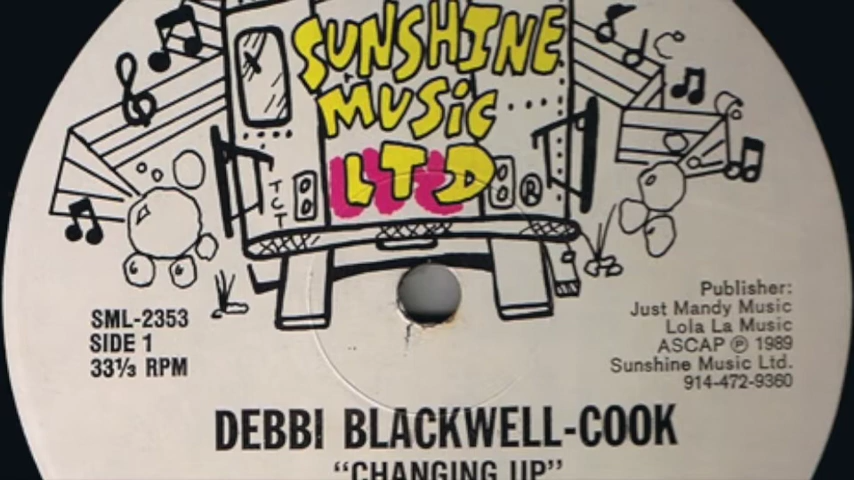 SUNSHINE
MUSIC
LTD
TCT
®
SML-2353
SIDE 1
33⅓ RPM
Publisher:
Just Mandy Music
Lola La Music
ASCAP ℗ 1989
Sunshine Music Ltd.
914-472-9360
DEBBI BLACKWELL-COOK
“CHANGING UP”